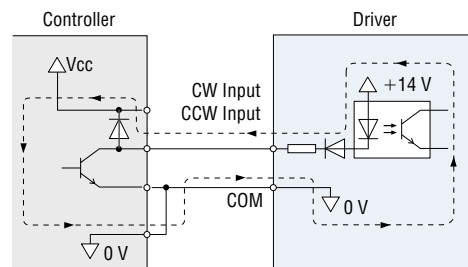 Controller
Driver
Vcc
CW Input
CCW Input
+14 V
COM
0 V
0 V